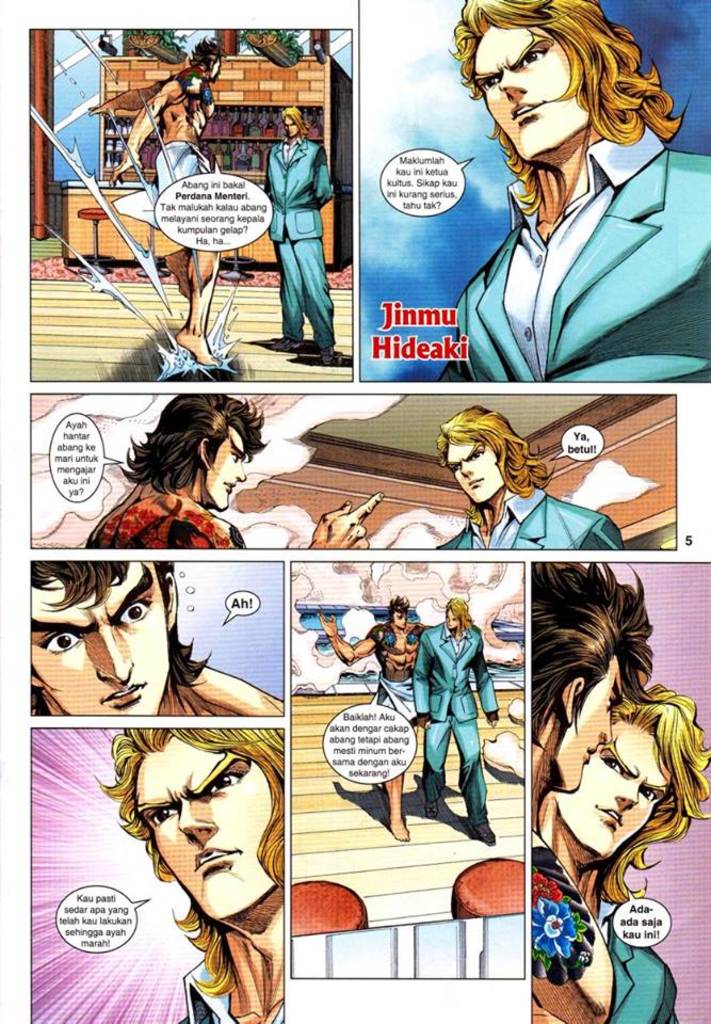 Abang ini bakal
Perdana Menteri.
Tak malukah kalau abang
melayani seorang kepala
kumpulan gelap?
Ha, ha...
Maklumlah
kau ini ketua
kultus. Sikap kau
ini kurang serius,
tahu tak?
Jinmu
Hideaki
Ayah
hantar
abang ke
mari untuk
mengajar
aku ini
ya?
Ya,
betul!
5
Ah!
Kau pasti
sedar apa yang
telah kau lakukan
sehingga ayah
marah!
Baiklah! Aku
akan dengar cakap
abang tetapi abang
mesti minum ber-
sama dengan aku
sekarang!
Ada-
ada saja
kau ini!